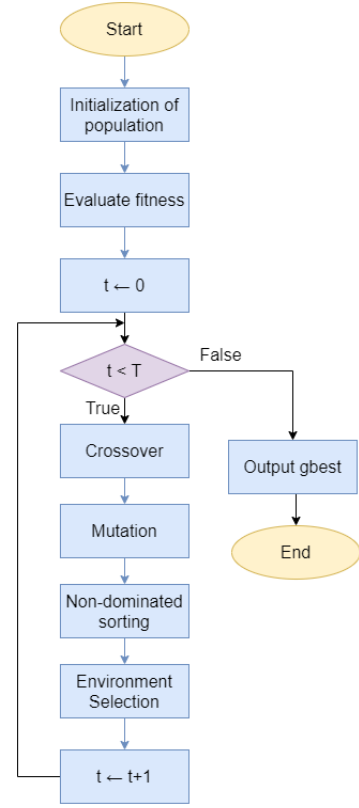 Start
Initialization of
population
Evaluate fitness
t ← 0
t < T
False
True
Crossover
Output gbest
Mutation
End
Non-dominated
sorting
Environment
Selection
t ← t+1